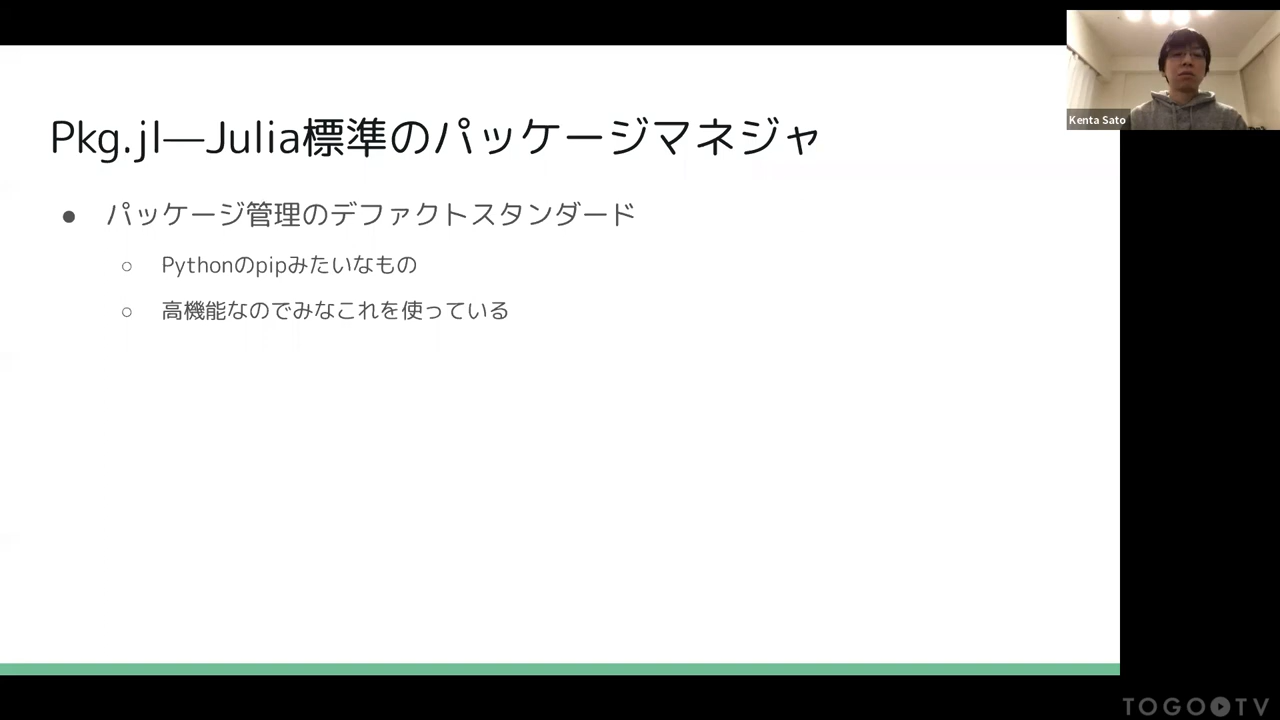 Pkg.jl—Julia標準のパッケージマネジャ
● パッケージ管理のデファクトスタンダード
○ Pythonのpipみたいなもの
○ 高機能なのでみなこれを使っている
Kenta Sato
TOGOTV